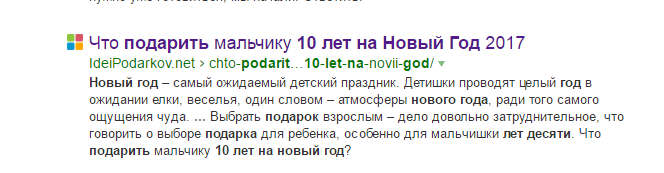 Что подарить мальчику 10 лет на Новый Год 2017
IdeiPodarkov.net › chto-podarit...10-let-na-novii-god/
Новый год – самый ожидаемый детский праздник. Детишки проводят целый год в
ожидании елки, веселья, один словом – атмосферы нового года, ради того самого
ощущения чуда. ... Выбрать подарок взрослым – дело довольно затруднительное, что
говорить о выборе подарка для ребенка, особенно для мальчишки лет десяти. Что
подарить мальчику 10 лет на новый год?